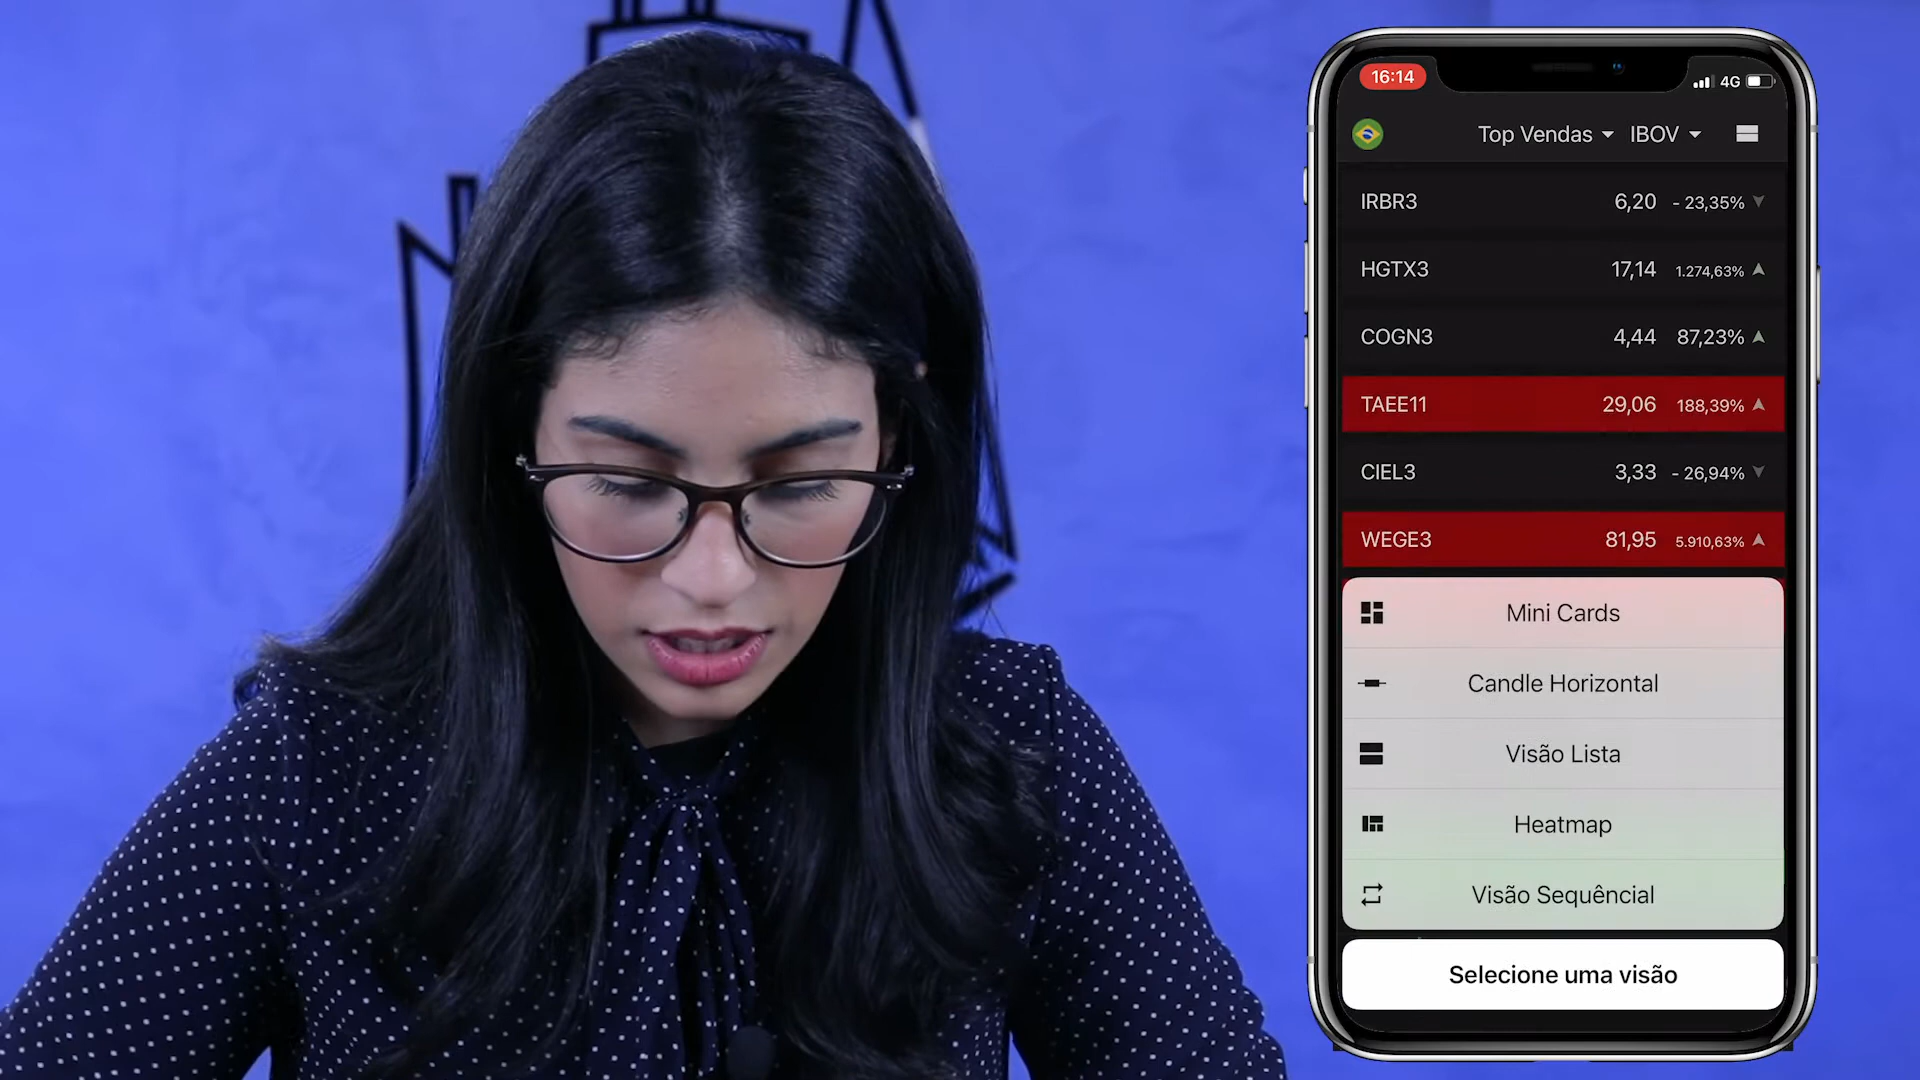 16:14
4G
Top Vendas IBOV
IRBR3 6,20 - 23,35%
HGTX3 17,14 1.274,63%
COGN3 4,44 87,23%
TAEE11 29,06 188,39%
CIEL3 3,33 - 26,94%
WEGE3 81,95 5.910,63%
Mini Cards
Candle Horizontal
Visão Lista
Heatmap
Visão Sequêncial
Selecione uma visão